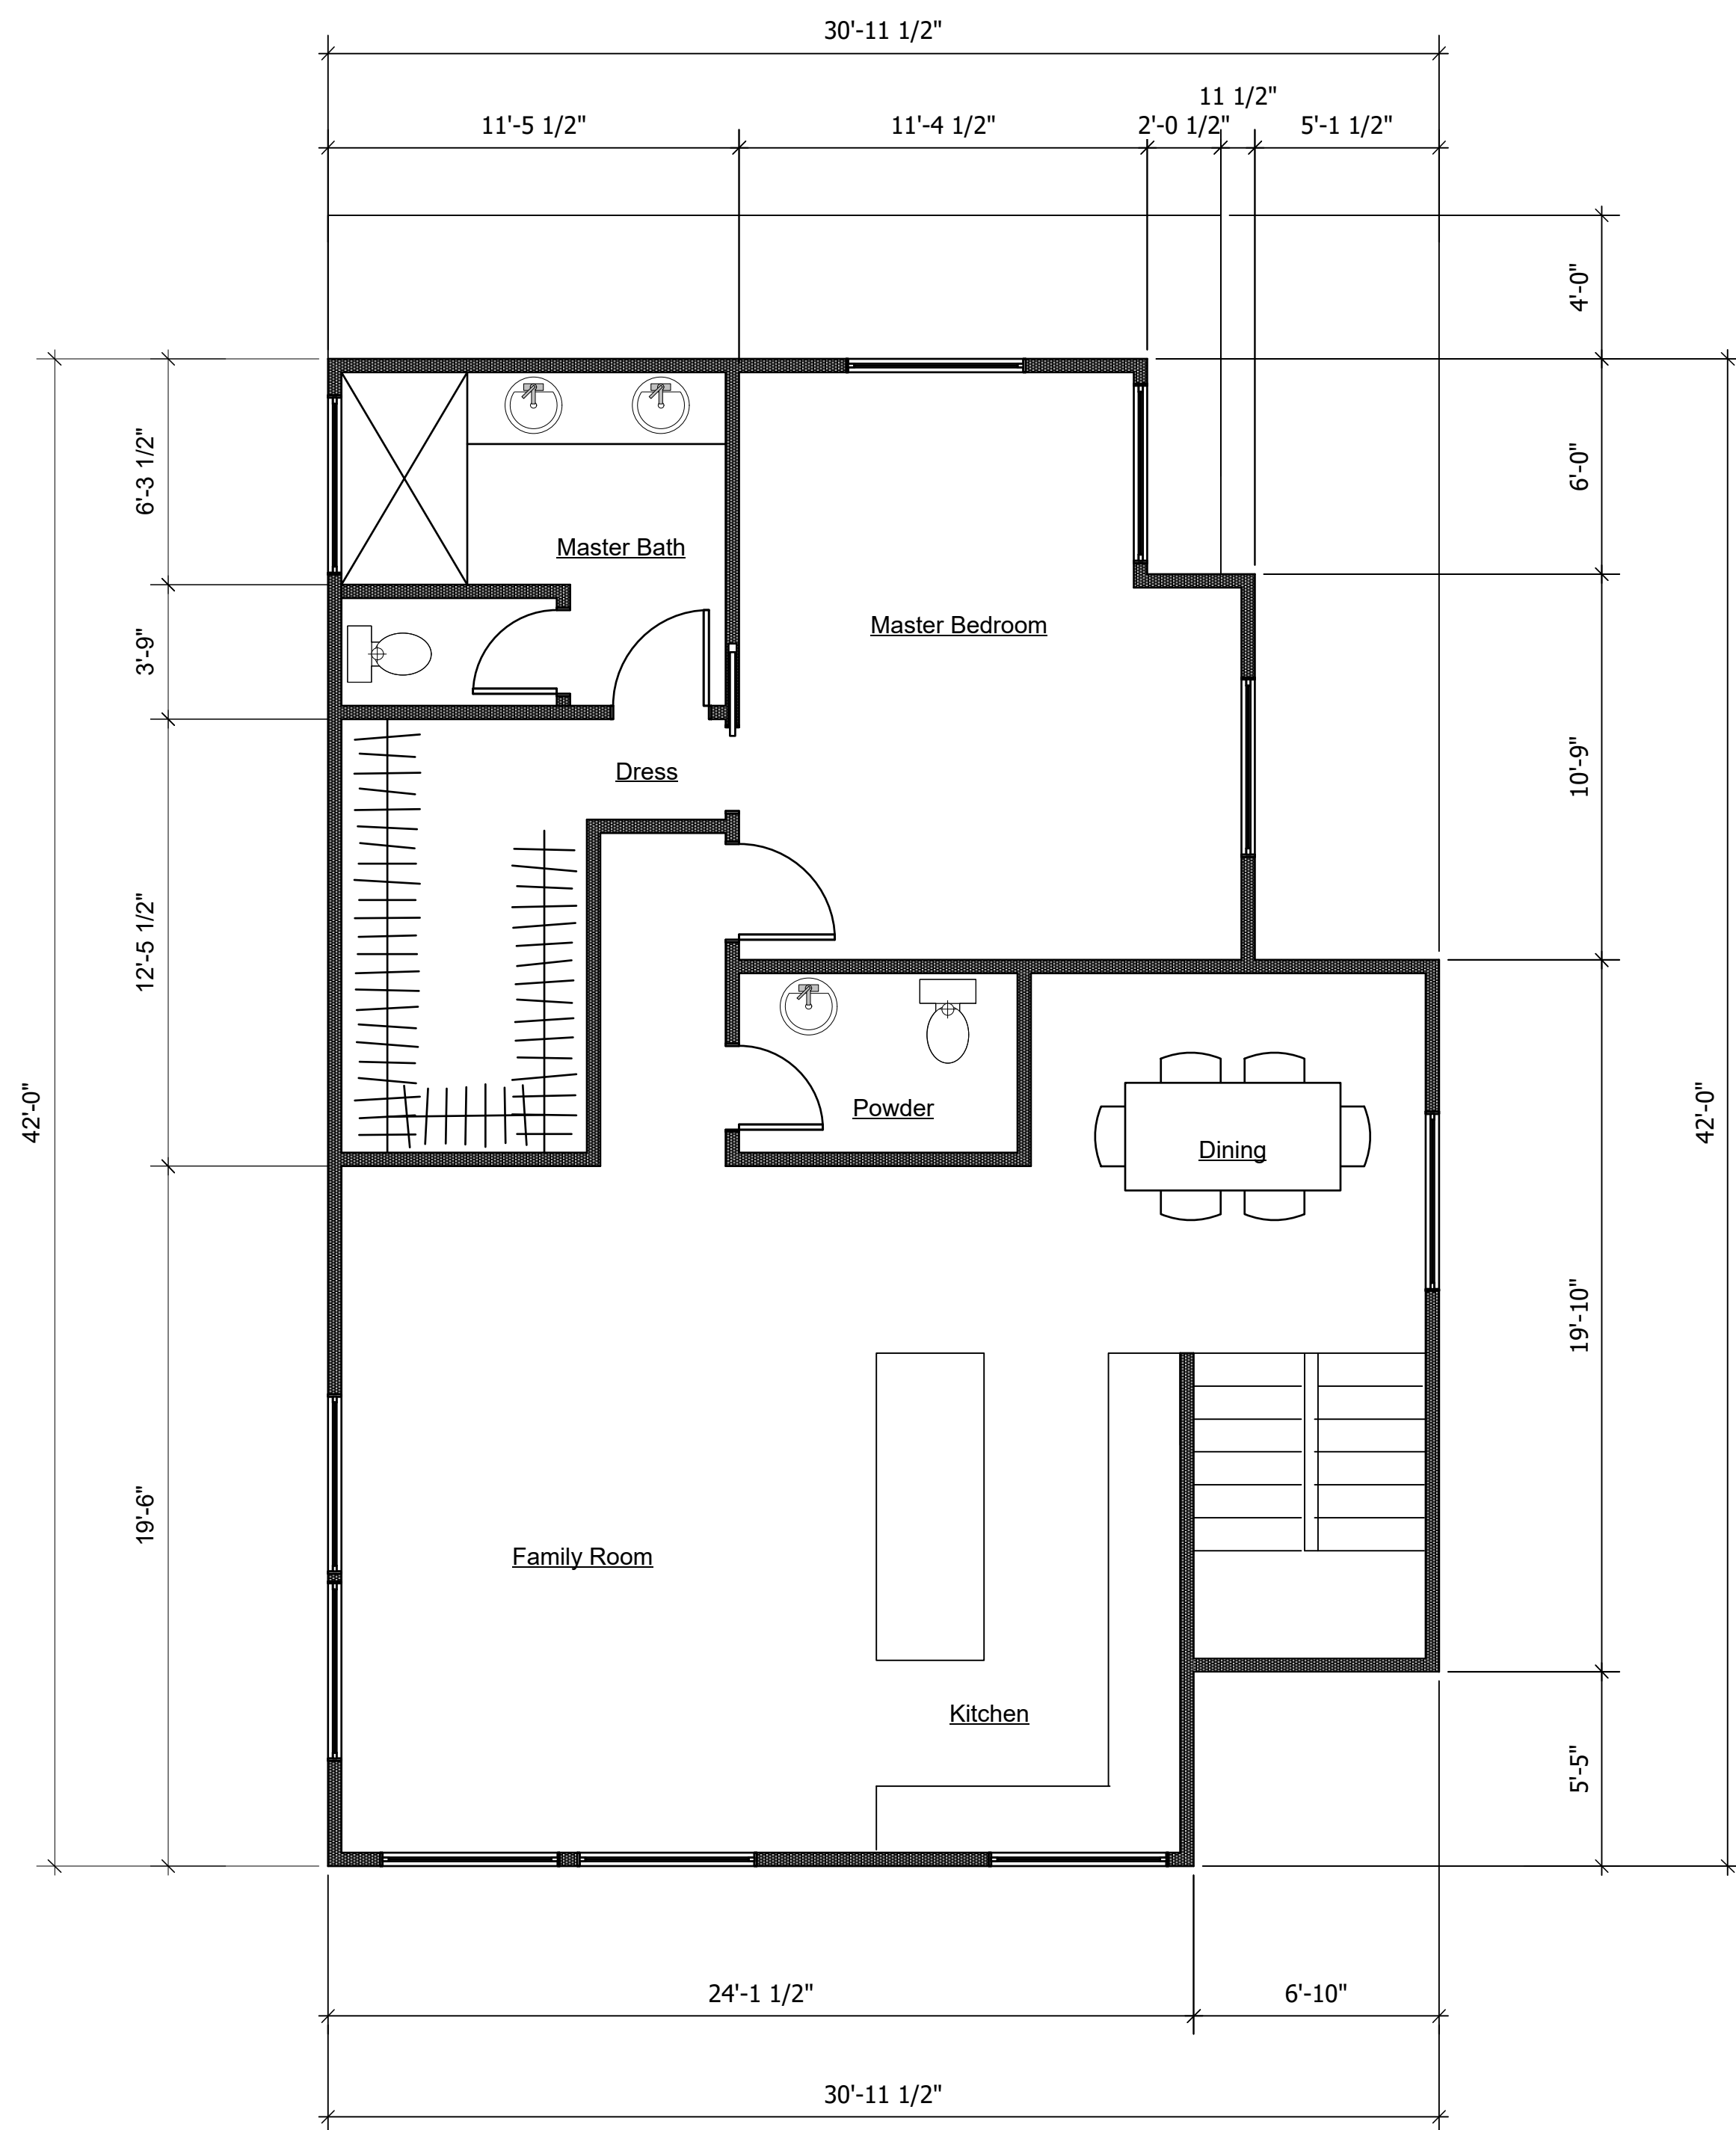 30'-11 1/2"
11 1/2"
11'-5 1/2"
11'-4 1/2"
2'-0 1/2"
5'-1 1/2"
4'-0"
6'-3 1/2"
6'-0"
Master Bath
Master Bedroom
3'-9"
Dress
10'-9"
12'-5 1/2"
42'-0"
Powder
42'-0"
Dining
19'-10"
19'-6"
Family Room
Kitchen
5'-5"
24'-1 1/2"
6'-10"
30'-11 1/2"